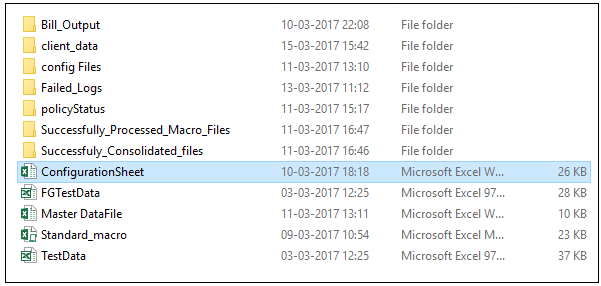 Bill_Output 10-03-2017 22:08 File folder
client_data 15-03-2017 15:42 File folder
config Files 11-03-2017 13:10 File folder
Failed_Logs 13-03-2017 11:12 File folder
policyStatus 11-03-2017 15:17 File folder
Successfully_Processed_Macro_Files 11-03-2017 16:47 File folder
Successfuly_Consolidated_files 11-03-2017 16:46 File folder
ConfigurationSheet 10-03-2017 18:18 Microsoft Excel W... 26 KB
FGTestData 03-03-2017 12:25 Microsoft Excel 97... 28 KB
Master DataFile 11-03-2017 13:11 Microsoft Excel W... 10 KB
Standard_macro 09-03-2017 10:54 Microsoft Excel M... 23 KB
TestData 03-03-2017 12:25 Microsoft Excel 97... 37 KB